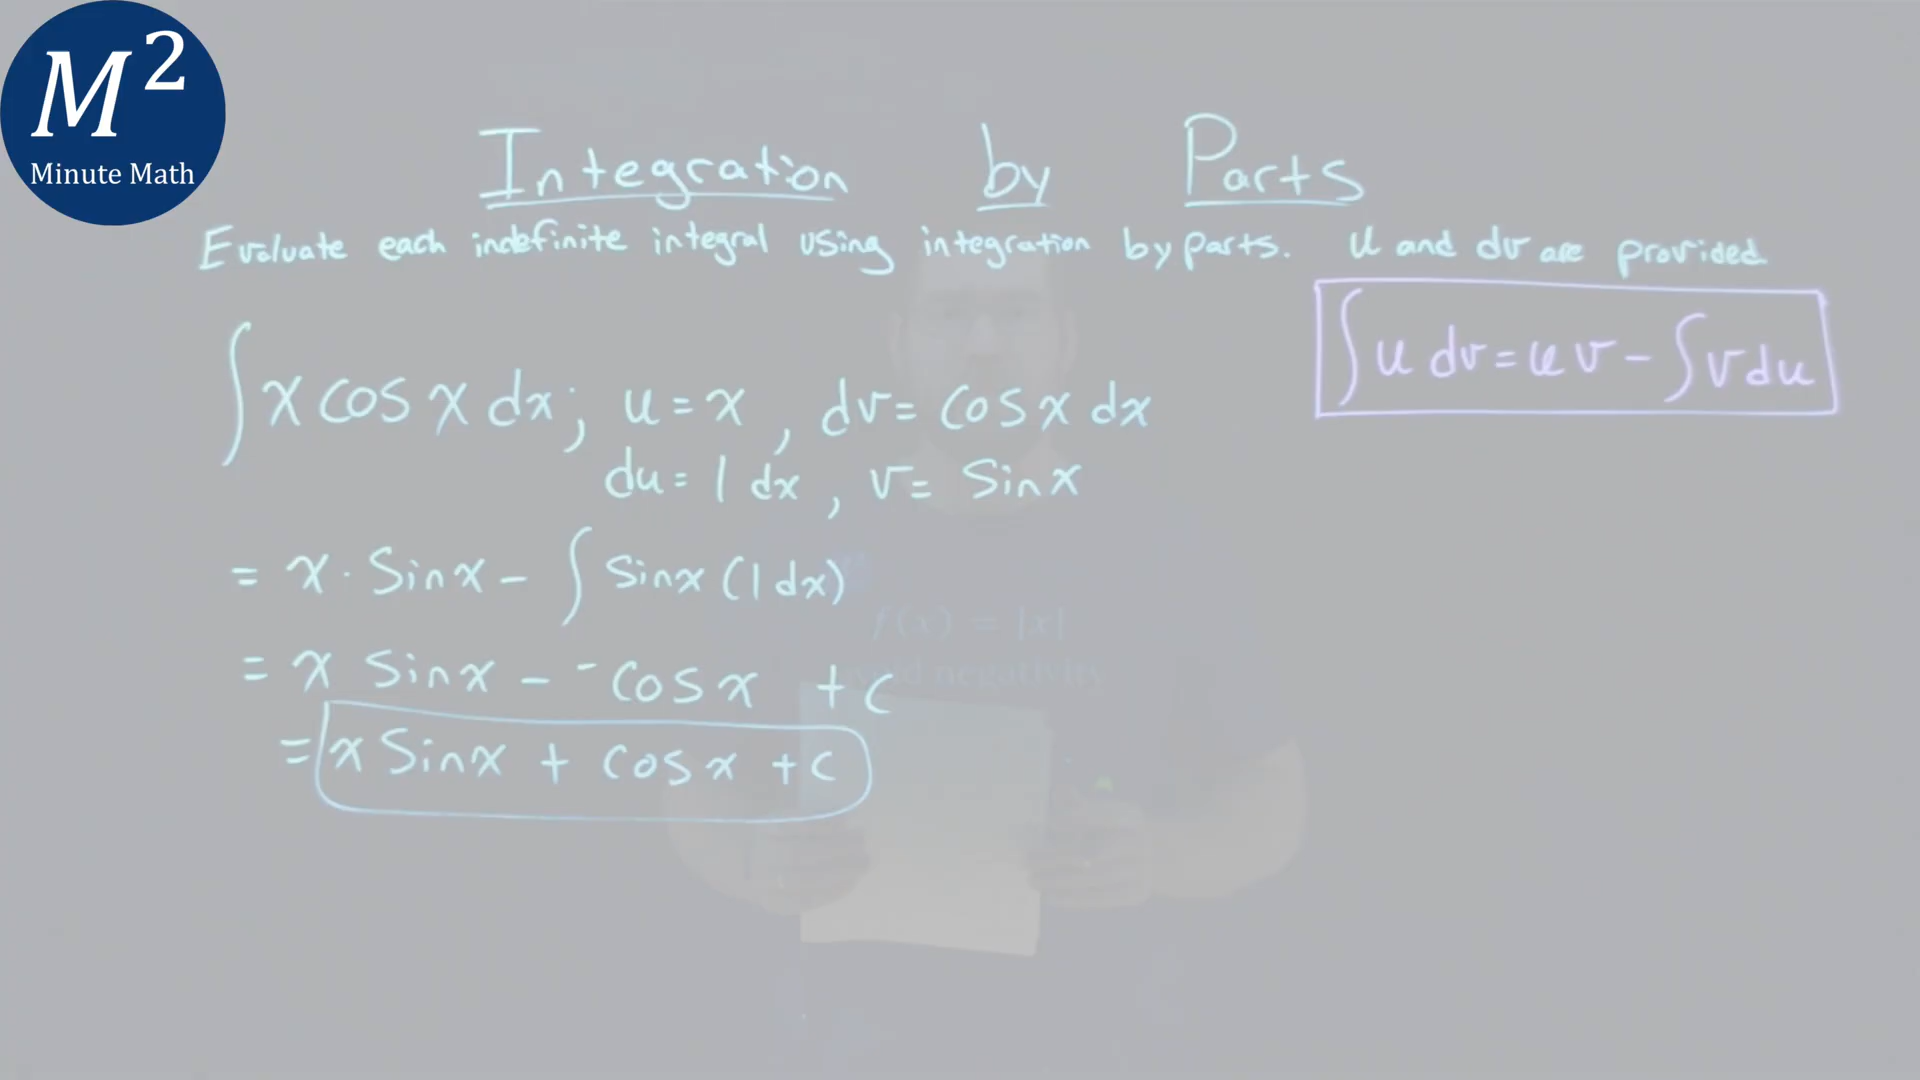 M²
Minute Math
Integration by Parts
Evaluate each indefinite integral using integration by parts. u and dv are provided
∫ u dv = uv - ∫ v du
∫ x cos x dx ; u = x , dv = cos x dx
du = 1 dx , v = sin x
= x · sin x - ∫ sin x (1 dx)
f(x) = |x|
= x sin x - -cos x + c
avoid negativity
= x sin x + cos x + c